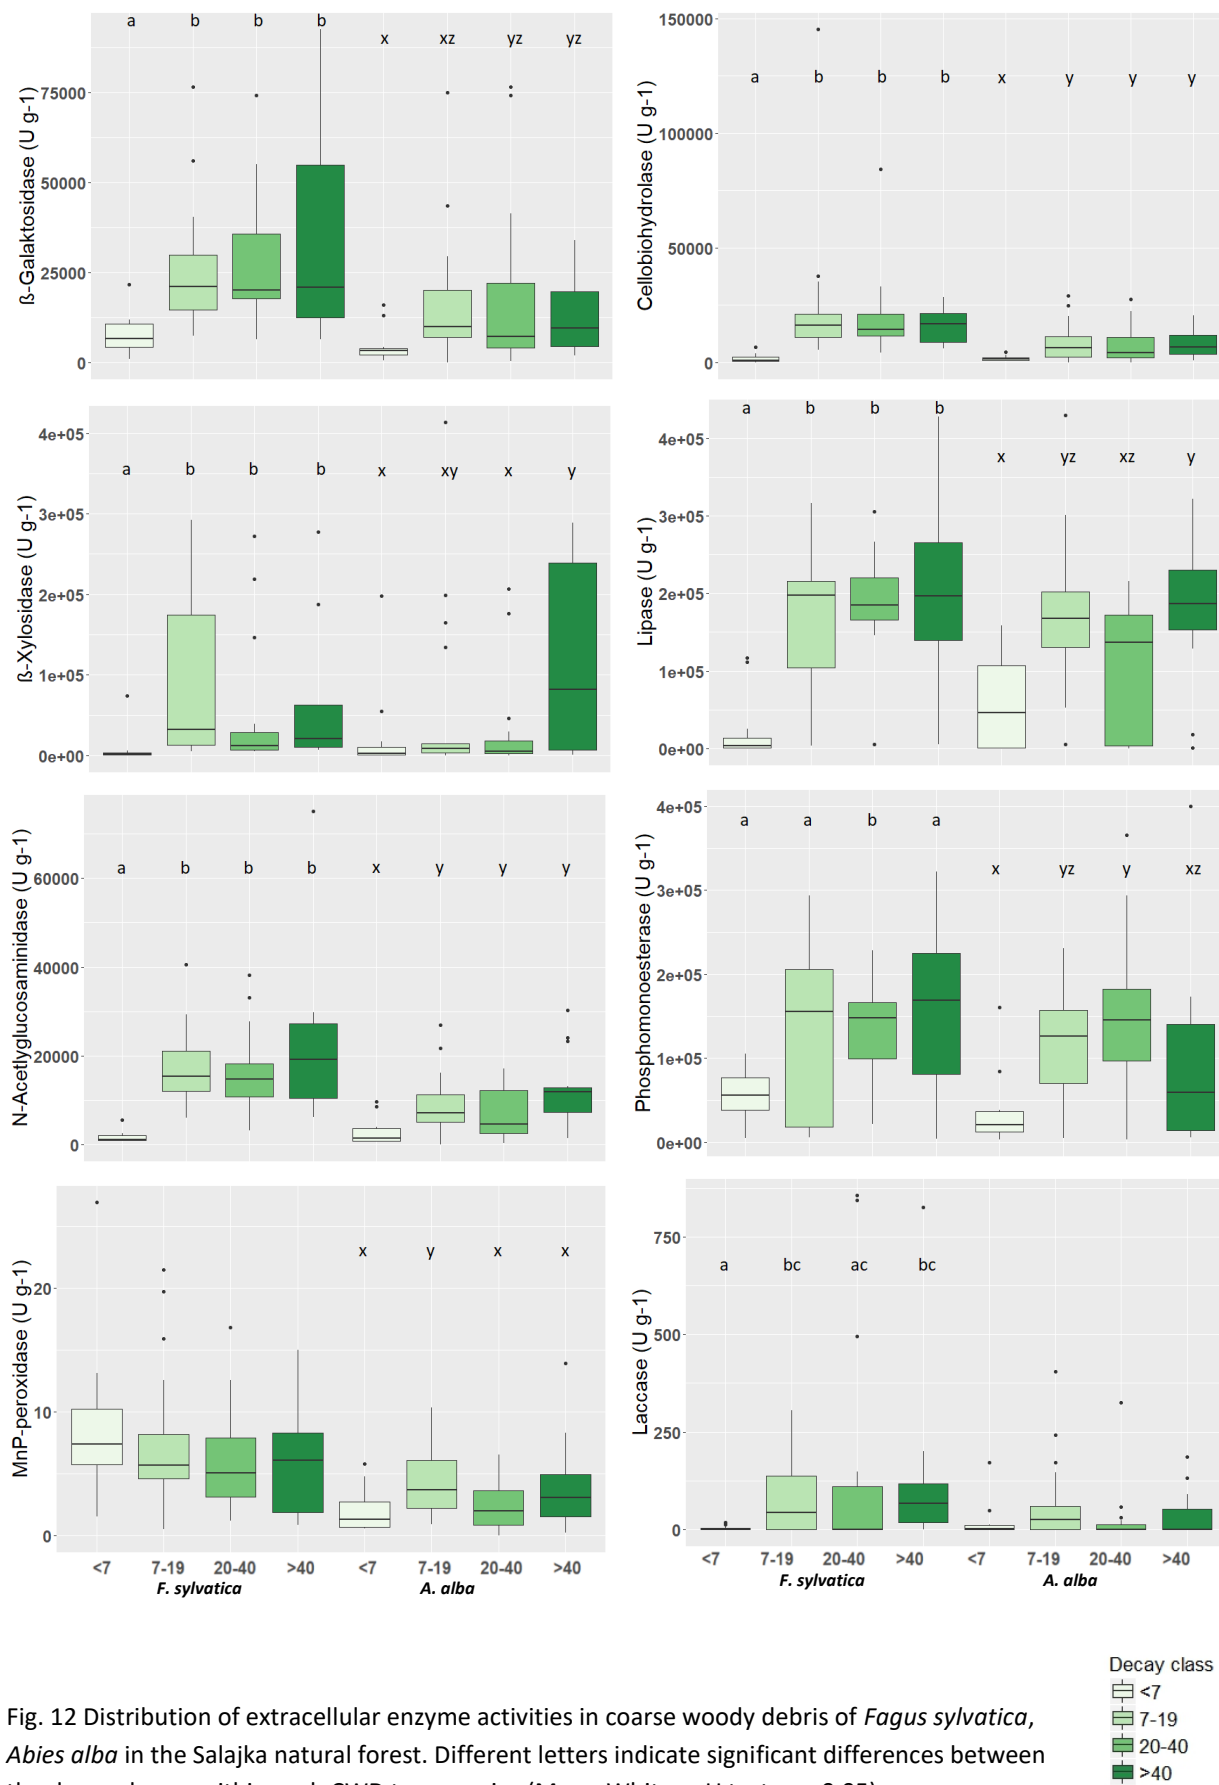 a b b b x xz yz yz
ß-Galaktosidase (U g-1)
75000
50000
25000
0
150000
a b b b x y y y
Cellobiohydrolase (U g-1)
100000
50000
0
4e+05
a b b b x xy x y
ß-Xylosidase (U g-1)
3e+05
2e+05
1e+05
0e+00
a b b b
4e+05
x yz xz y
Lipase (U g-1)
3e+05
2e+05
1e+05
0e+00
a b b b x y y y
N-Acetlyglucosaminidase (U g-1)
60000
40000
20000
0
4e+05
a a b a
x yz y xz
Phosphomonoesterase (U g-1)
3e+05
2e+05
1e+05
0e+00
x y x x
MnP-peroxidase (U g-1)
20
10
0
<7 7-19 20-40 >40 <7 7-19 20-40 >40
F. sylvatica A. alba
750
a bc ac bc
Laccase (U g-1)
500
250
0
<7 7-19 20-40 >40 <7 7-19 20-40 >40
F. sylvatica A. alba
Decay class
<7
7-19
20-40
>40
Fig. 12 Distribution of extracellular enzyme activities in coarse woody debris of Fagus sylvatica,
Abies alba in the Salajka natural forest. Different letters indicate significant differences between